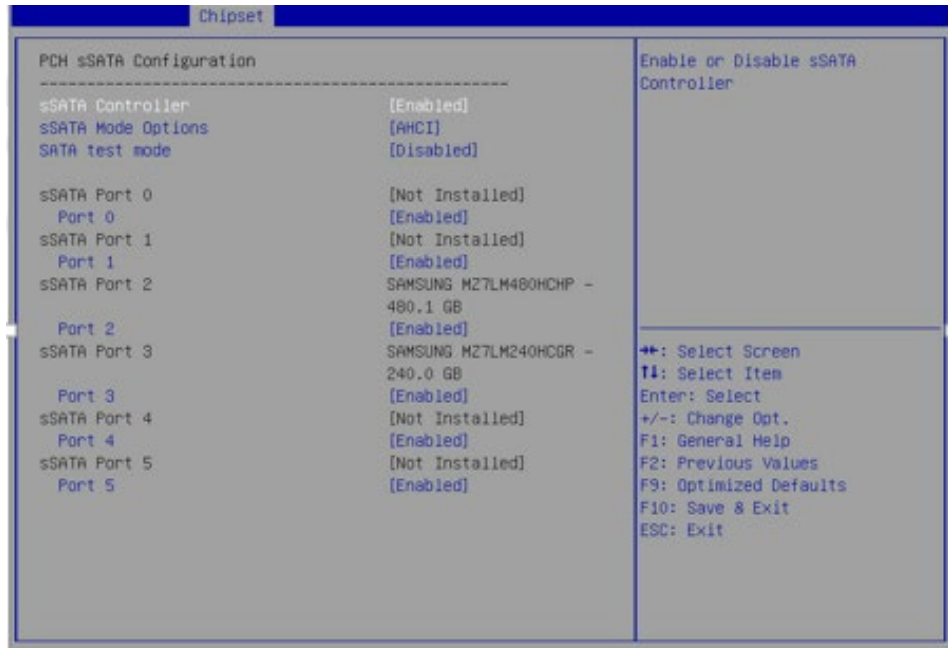 Chipset
PCH sSATA Configuration
--------------------------------------------------
sSATA Controller [Enabled]
sSATA Mode Options [AHCI]
SATA test mode [Disabled]
sSATA Port 0 [Not Installed]
Port 0 [Enabled]
sSATA Port 1 [Not Installed]
Port 1 [Enabled]
sSATA Port 2 SAMSUNG MZ7LM480HCHP -
480.1 GB
Port 2 [Enabled]
sSATA Port 3 SAMSUNG MZ7LM240HCGR -
240.0 GB
Port 3 [Enabled]
sSATA Port 4 [Not Installed]
Port 4 [Enabled]
sSATA Port 5 [Not Installed]
Port 5 [Enabled]
Enable or Disable sSATA
Controller
→←: Select Screen
↑↓: Select Item
Enter: Select
+/-: Change Opt.
F1: General Help
F2: Previous Values
F9: Optimized Defaults
F10: Save & Exit
ESC: Exit